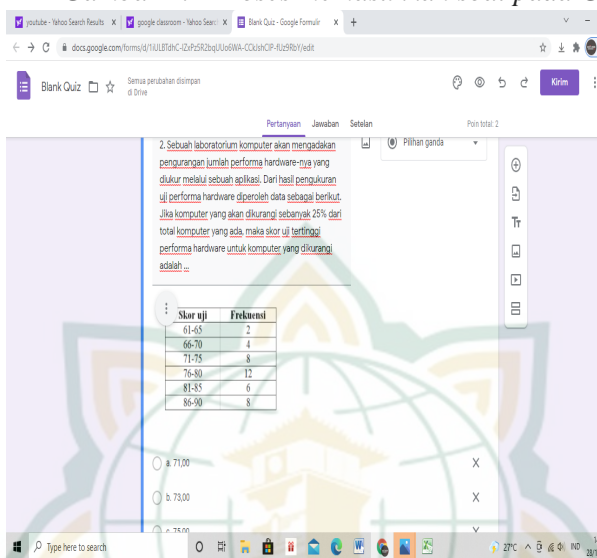 youtube - Yahoo Search Results
google classroom - Yahoo Searc
Blank Quiz - Google Formulir
docs.google.com/forms/d/
/edit
Blank Quiz
Semua perubahan disimpan
di Drive
Kirim
Pertanyaan Jawaban Setelan
Poin total: 2
2. Sebuah laboratorium komputer akan mengadakan
pengurangan jumlah performa hardware-nya yang
diukur melalui sebuah aplikasi. Dari hasil pengukuran
uji performa hardware diperoleh data sebagai berikut.
Jika komputer yang akan dikurangi sebanyak 25% dari
total komputer yang ada, maka skor uji tertinggi
performa hardware untuk komputer yang dikurangi
adalah ...
Pilihan ganda
Tт
Skor uji Frekuensi
61-65 2
66-70 4
71-75 8
76-80 12
81-85 6
86-90 8
a. 71,00
b. 73,00
c. 75,00
Type here to search
27°C
IND